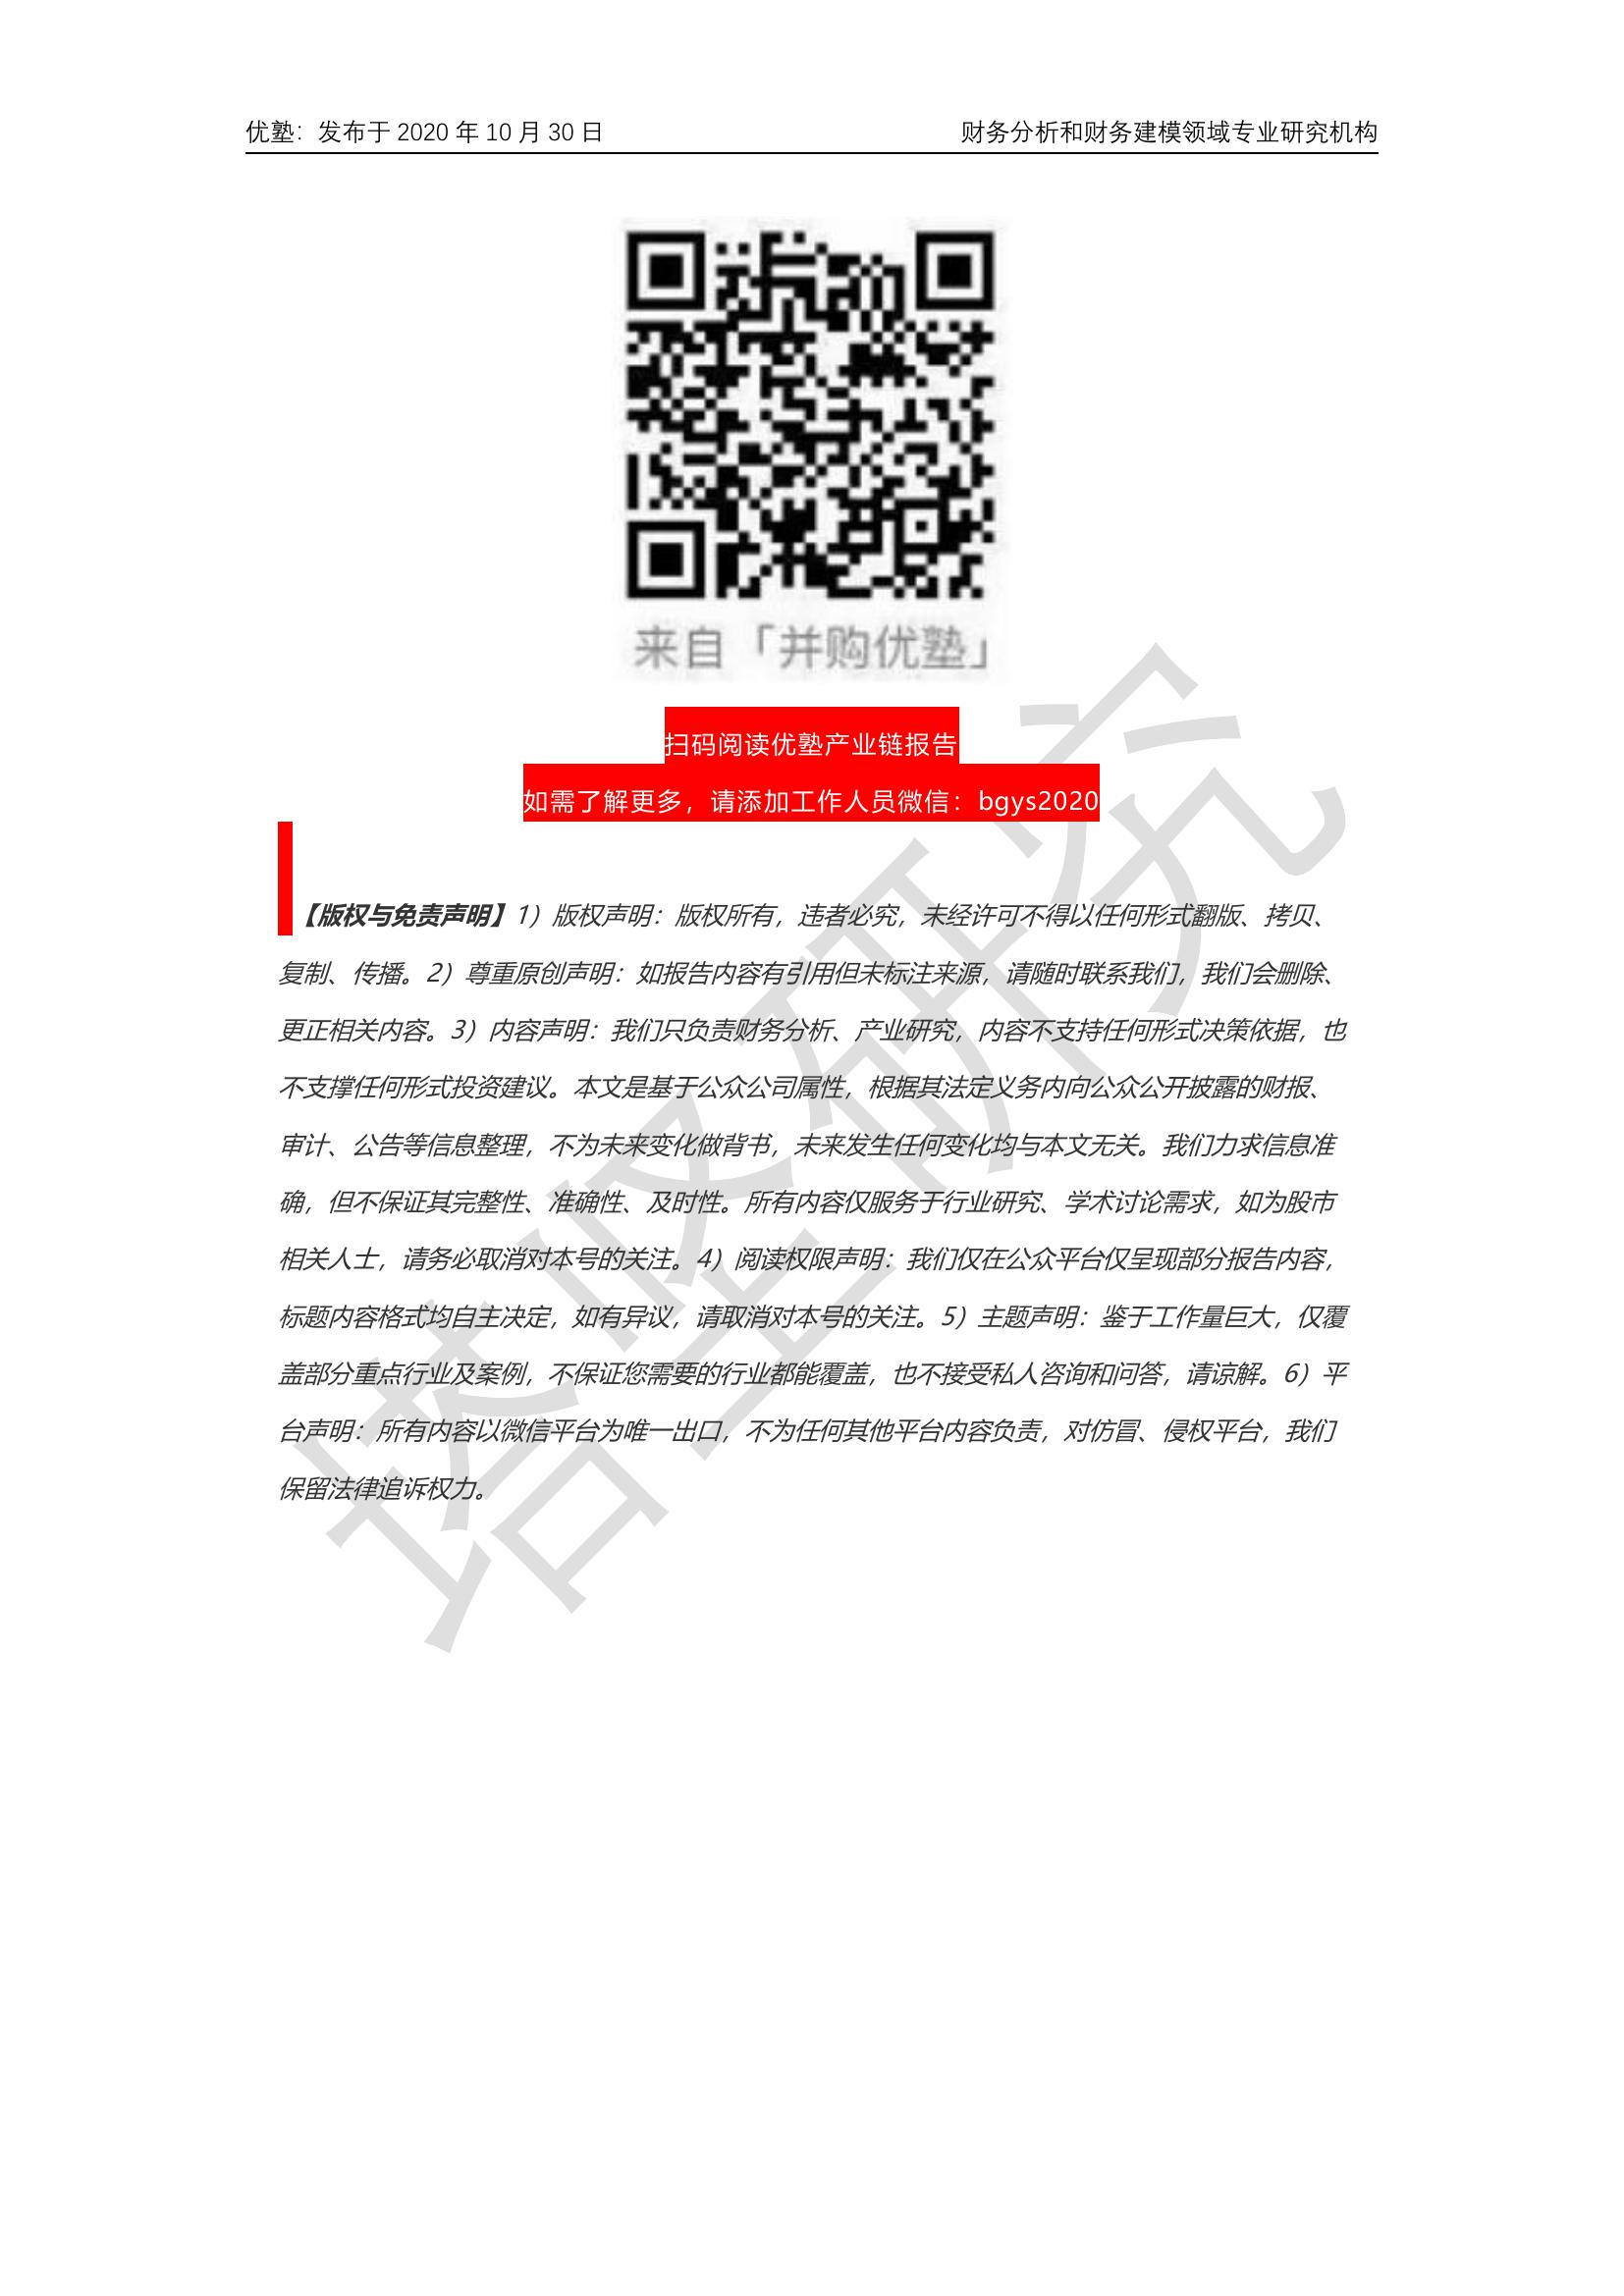 优塾：发布于 2020 年 10 月 30 日
财务分析和财务建模领域专业研究机构
来自「并购优塾」
扫码阅读优塾产业链报告
如需了解更多，请添加工作人员微信：bgys2020
【版权与免责声明】1）版权声明：版权所有，违者必究，未经许可不得以任何形式翻版、拷贝、
复制、传播。2）尊重原创声明：如报告内容有引用但未标注来源，请随时联系我们，我们会删除、
更正相关内容。3）内容声明：我们只负责财务分析、产业研究，内容不支持任何形式决策依据，也
不支撑任何形式投资建议。本文是基于公众公司属性，根据其法定义务内向公众公开披露的财报、
审计、公告等信息整理，不为未来变化做背书，未来发生任何变化均与本文无关。我们力求信息准
确，但不保证其完整性、准确性、及时性。所有内容仅服务于行业研究、学术讨论需求，如为股市
相关人士，请务必取消对本号的关注。4）阅读权限声明：我们仅在公众平台仅呈现部分报告内容，
标题内容格式均自主决定，如有异议，请取消对本号的关注。5）主题声明：鉴于工作量巨大，仅覆
盖部分重点行业及案例，不保证您需要的行业都能覆盖，也不接受私人咨询和问答，请谅解。6）平
台声明：所有内容以微信平台为唯一出口，不为任何其他平台内容负责，对仿冒、侵权平台，我们
保留法律追诉权力。
塔坚研究